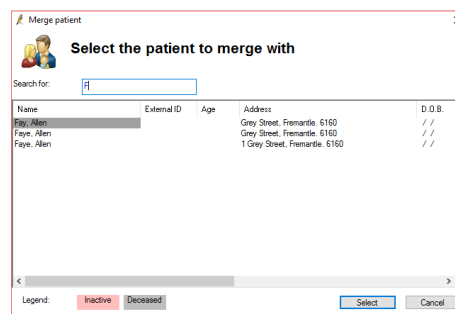 Merge patient
Select the patient to merge with
Search for: F
Name External ID Age Address D.O.B.
Fay, Allen Grey Street, Fremantle. 6160 / /
Faye, Allen Grey Street, Fremantle. 6160 / /
Faye, Allen 1 Grey Street, Fremantle. 6160 / /
Legend: Inactive Deceased Select Cancel